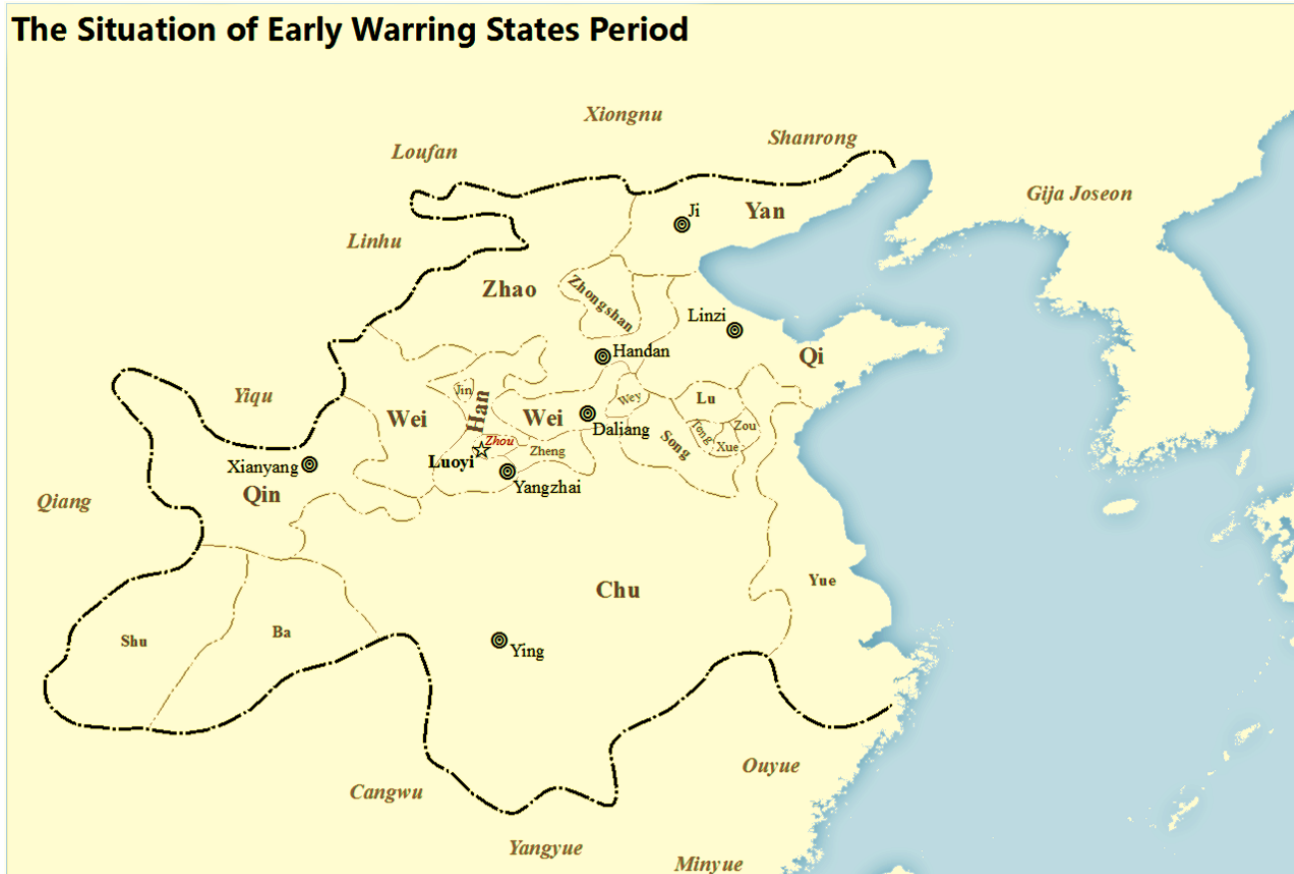 The Situation of Early Warring States Period
Xiongnu
Shanrong
Loufan
Gija Joseon
Ji
Yan
Linhu
Zhao
Zhongshan
Linzi
Handan
Qi
Yiqu
Jin
Han
Wei
Wei
Wey
Lu
Daliang
Tong
Zou
Xue
Song
Zhou
Zheng
Luoyi
Xianyang
Yangzhai
Qin
Qiang
Chu
Yue
Shu
Ba
Ying
Ouyue
Cangwu
Yangyue
Minyue